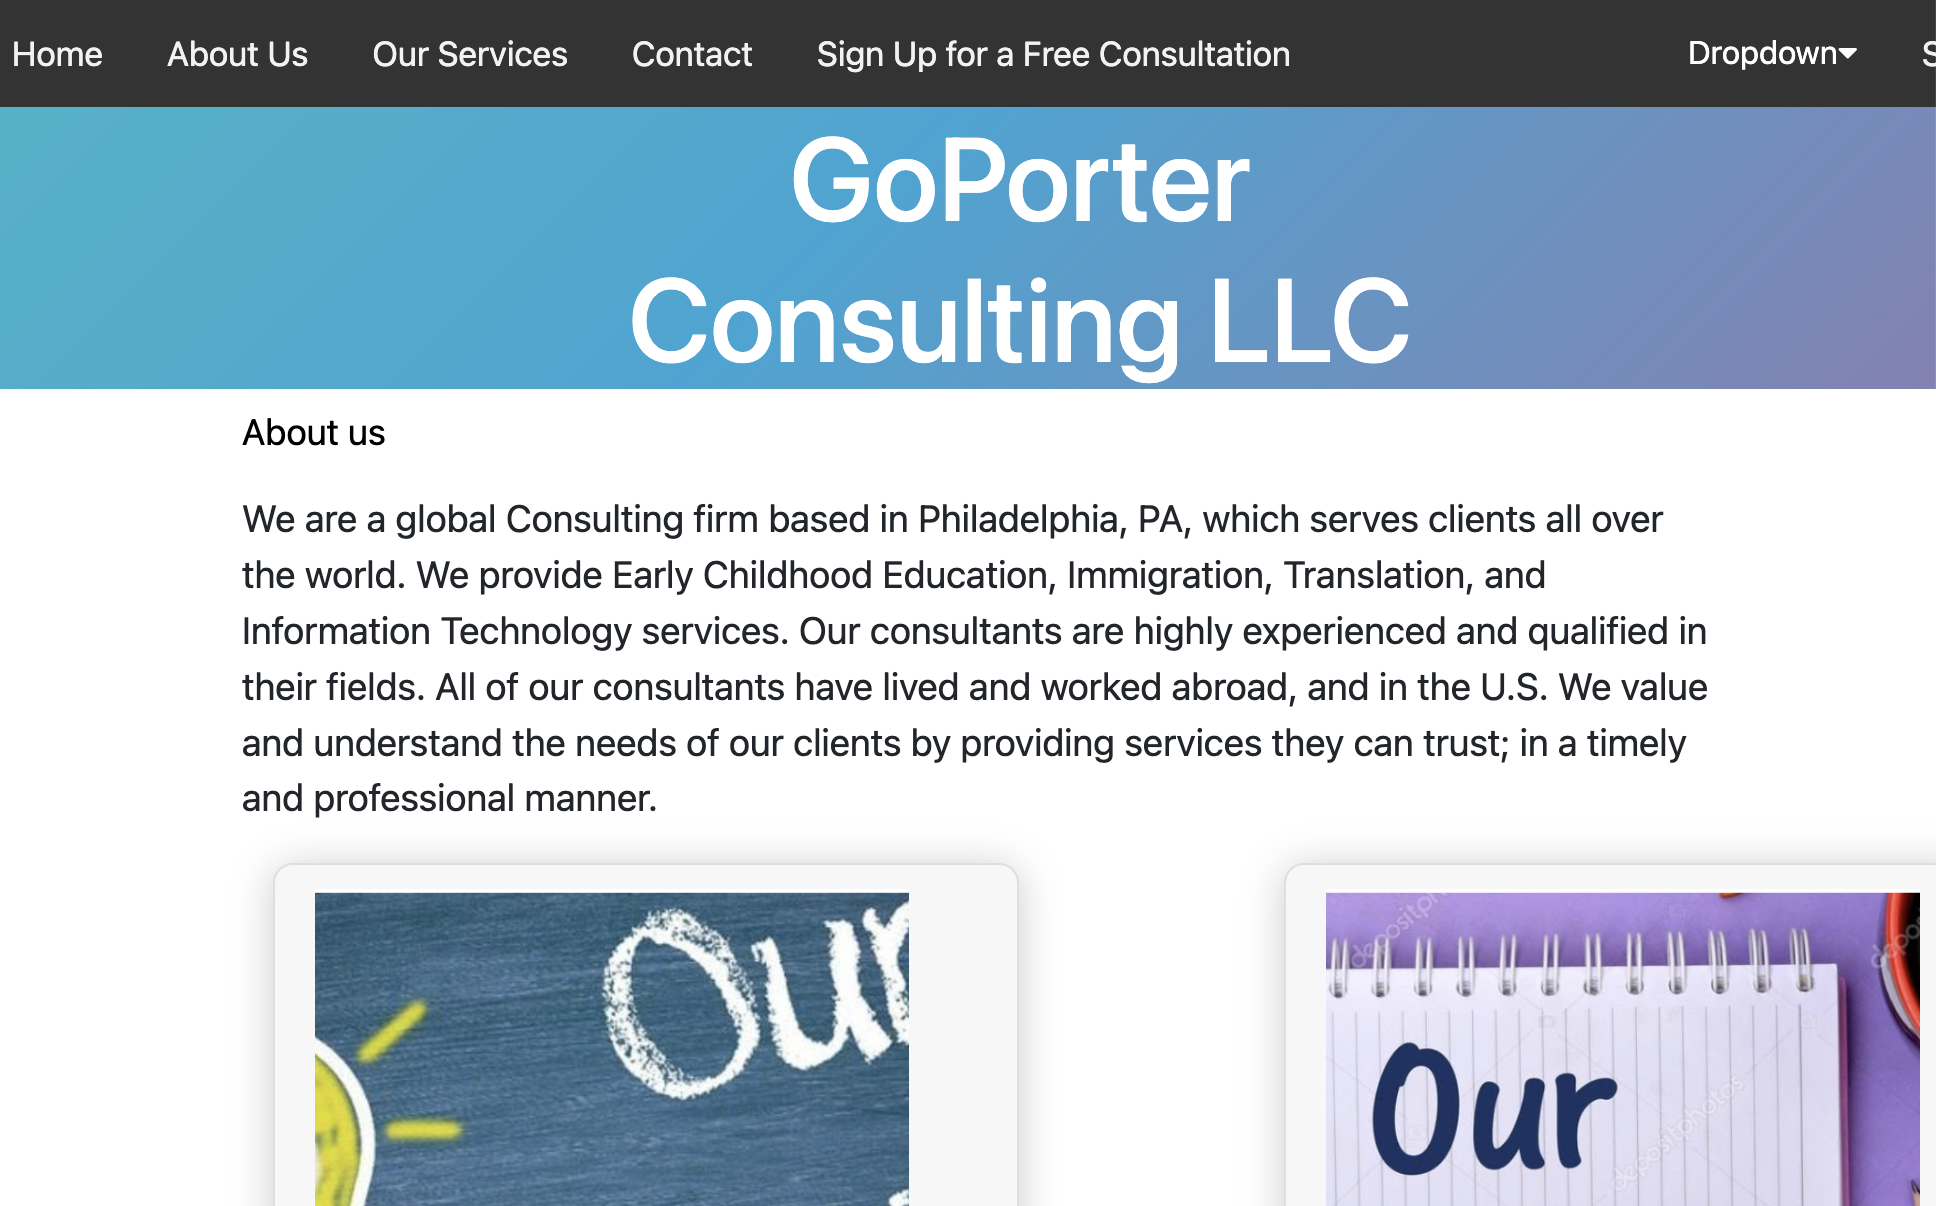 Home About Us Our Services Contact Sign Up for a Free Consultation Dropdown S
GoPorter
Consulting LLC
About us
We are a global Consulting firm based in Philadelphia, PA, which serves clients all over
the world. We provide Early Childhood Education, Immigration, Translation, and
Information Technology services. Our consultants are highly experienced and qualified in
their fields. All of our consultants have lived and worked abroad, and in the U.S. We value
and understand the needs of our clients by providing services they can trust; in a timely
and professional manner.
Our
Our
depositphotos